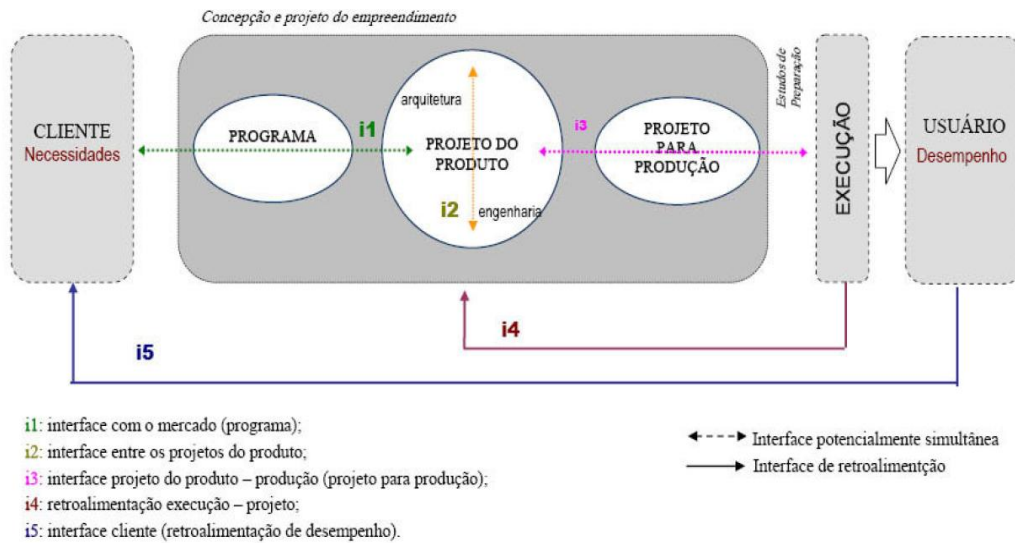 Concepção e projeto do empreendimento
CLIENTE
Necessidades
PROGRAMA
i1
arquitetura
PROJETO DO
PRODUTO
i2
engenharia
i3
PROJETO
PARA
PRODUÇÃO
Estudos de
Preparação
EXECUÇÃO
USUÁRIO
Desempenho
i4
i5
i1: interface com o mercado (programa);
i2: interface entre os projetos do produto;
i3: interface projeto do produto – produção (projeto para produção);
i4: retroalimentação execução – projeto;
i5: interface cliente (retroalimentação de desempenho).
Interface potencialmente simultânea
Interface de retroalimentção